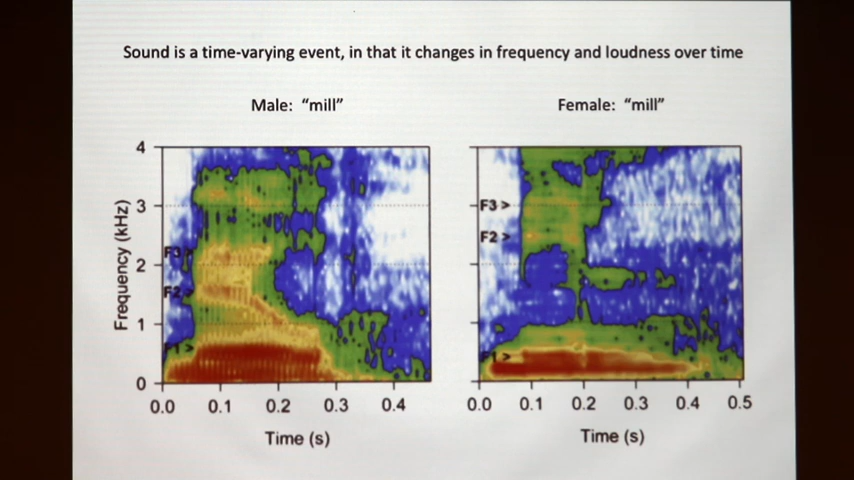 Sound is a time-varying event, in that it changes in frequency and loudness over time
Male: “mill”
Female: “mill”
Frequency (kHz)
4
3
2
1
0
F3 >
F2 >
F1 >
0.0 0.1 0.2 0.3 0.4
Time (s)
F3 >
F2 >
F1 >
0.0 0.1 0.2 0.3 0.4 0.5
Time (s)